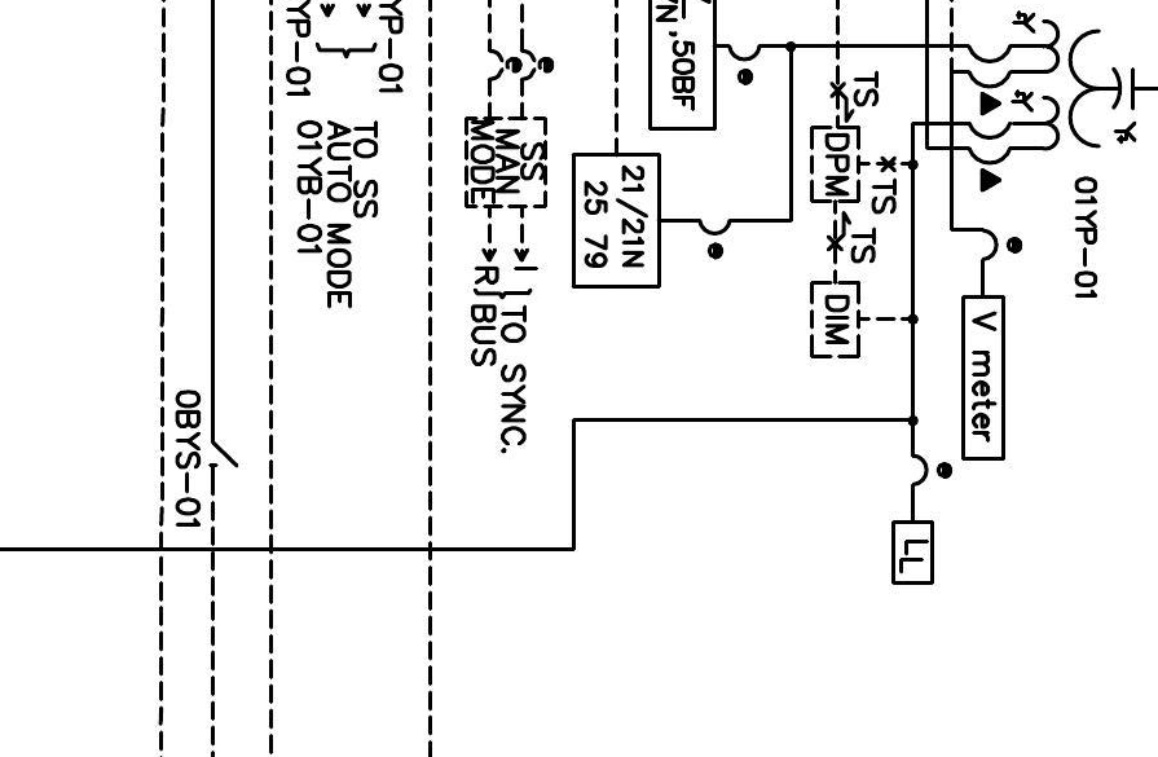 YP-01
YP-01
TO SS
AUTO MODE
01YB-01
SS
MAN
MODE
I
R
TO SYNC.
BUS
N,50BF
21/21N
25 79
TS
DPM
TS
TS
DIM
01YP-01
V meter
LL
0BYS-01